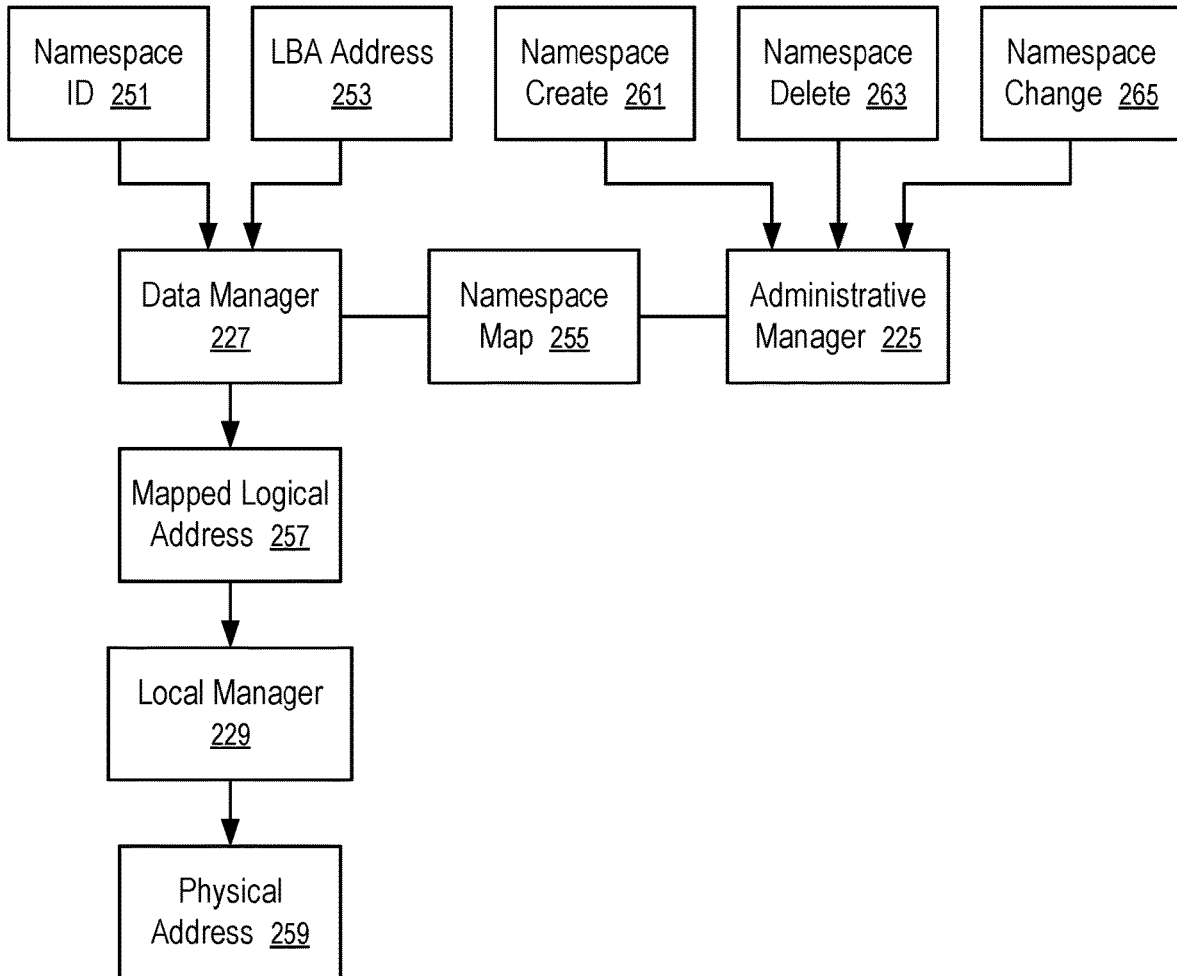 Namespace
ID 251
LBA Address
253
Namespace
Create 261
Namespace
Delete 263
Namespace
Change 265
Data Manager
227
Namespace
Map 255
Administrative
Manager 225
Mapped Logical
Address 257
Local Manager
229
Physical
Address 259